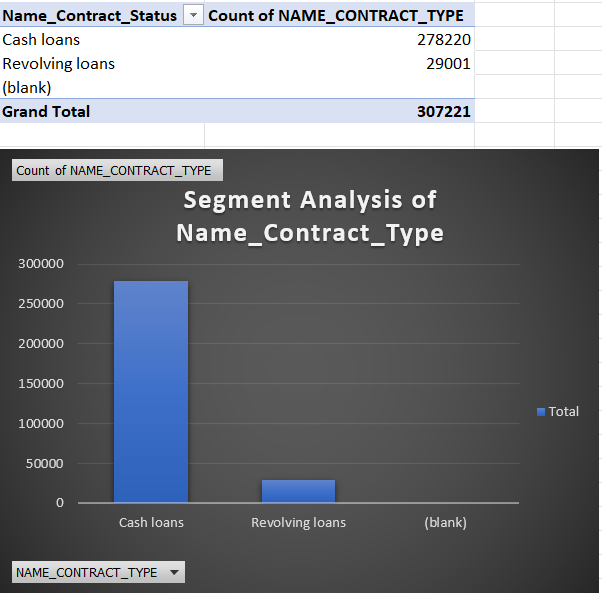 Name_Contract_Status Count of NAME_CONTRACT_TYPE
Cash loans 278220
Revolving loans 29001
(blank)
Grand Total 307221
Count of NAME_CONTRACT_TYPE
Segment Analysis of
Name_Contract_Type
300000
250000
200000
150000
100000
50000
0
Total
Cash loans Revolving loans (blank)
NAME_CONTRACT_TYPE